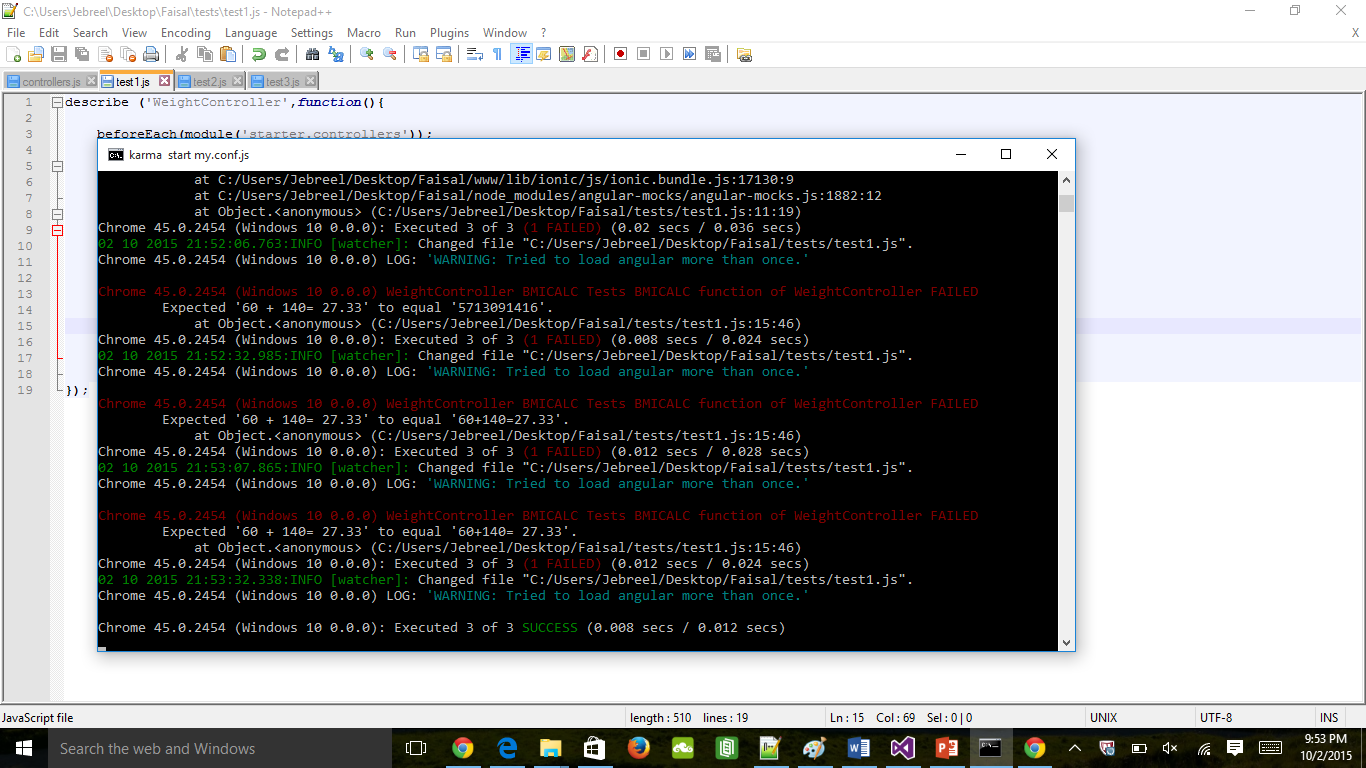 C:\Users\Jebreel\Desktop\Faisal\tests\test1.js - Notepad++
File Edit Search View Encoding Language Settings Macro Run Plugins Window ? X
controllers.js test1.js test2.js test3.js
1 describe ('WeightController',function(){
2
3 beforeEach(module('starter.controllers'));
4
5
6
7
8
9
10
11
12
13
14
15
16
17
18
19 });
karma start my.conf.js
at C:/Users/Jebreel/Desktop/Faisal/www/lib/ionic/js/ionic.bundle.js:17130:9
at C:/Users/Jebreel/Desktop/Faisal/node_modules/angular-mocks/angular-mocks.js:1882:12
at Object.<anonymous> (C:/Users/Jebreel/Desktop/Faisal/tests/test1.js:11:19)
Chrome 45.0.2454 (Windows 10 0.0.0): Executed 3 of 3 (1 FAILED) (0.02 secs / 0.036 secs)
02 10 2015 21:52:06.763:INFO [watcher]: Changed file "C:/Users/Jebreel/Desktop/Faisal/tests/test1.js".
Chrome 45.0.2454 (Windows 10 0.0.0) LOG: 'WARNING: Tried to load angular more than once.'
Chrome 45.0.2454 (Windows 10 0.0.0) WeightController BMICALC Tests BMICALC function of WeightController FAILED
Expected '60 + 140= 27.33' to equal '5713091416'.
at Object.<anonymous> (C:/Users/Jebreel/Desktop/Faisal/tests/test1.js:15:46)
Chrome 45.0.2454 (Windows 10 0.0.0): Executed 3 of 3 (1 FAILED) (0.008 secs / 0.024 secs)
02 10 2015 21:52:32.985:INFO [watcher]: Changed file "C:/Users/Jebreel/Desktop/Faisal/tests/test1.js".
Chrome 45.0.2454 (Windows 10 0.0.0) LOG: 'WARNING: Tried to load angular more than once.'
Chrome 45.0.2454 (Windows 10 0.0.0) WeightController BMICALC Tests BMICALC function of WeightController FAILED
Expected '60 + 140= 27.33' to equal '60+140=27.33'.
at Object.<anonymous> (C:/Users/Jebreel/Desktop/Faisal/tests/test1.js:15:46)
Chrome 45.0.2454 (Windows 10 0.0.0): Executed 3 of 3 (1 FAILED) (0.012 secs / 0.028 secs)
02 10 2015 21:53:07.865:INFO [watcher]: Changed file "C:/Users/Jebreel/Desktop/Faisal/tests/test1.js".
Chrome 45.0.2454 (Windows 10 0.0.0) LOG: 'WARNING: Tried to load angular more than once.'
Chrome 45.0.2454 (Windows 10 0.0.0) WeightController BMICALC Tests BMICALC function of WeightController FAILED
Expected '60 + 140= 27.33' to equal '60+140= 27.33'.
at Object.<anonymous> (C:/Users/Jebreel/Desktop/Faisal/tests/test1.js:15:46)
Chrome 45.0.2454 (Windows 10 0.0.0): Executed 3 of 3 (1 FAILED) (0.012 secs / 0.024 secs)
02 10 2015 21:53:32.338:INFO [watcher]: Changed file "C:/Users/Jebreel/Desktop/Faisal/tests/test1.js".
Chrome 45.0.2454 (Windows 10 0.0.0) LOG: 'WARNING: Tried to load angular more than once.'
Chrome 45.0.2454 (Windows 10 0.0.0): Executed 3 of 3 SUCCESS (0.008 secs / 0.012 secs)
JavaScript file length : 510 lines : 19 Ln : 15 Col : 69 Sel : 0 | 0 UNIX UTF-8 INS
Search the web and Windows
9:53 PM
10/2/2015